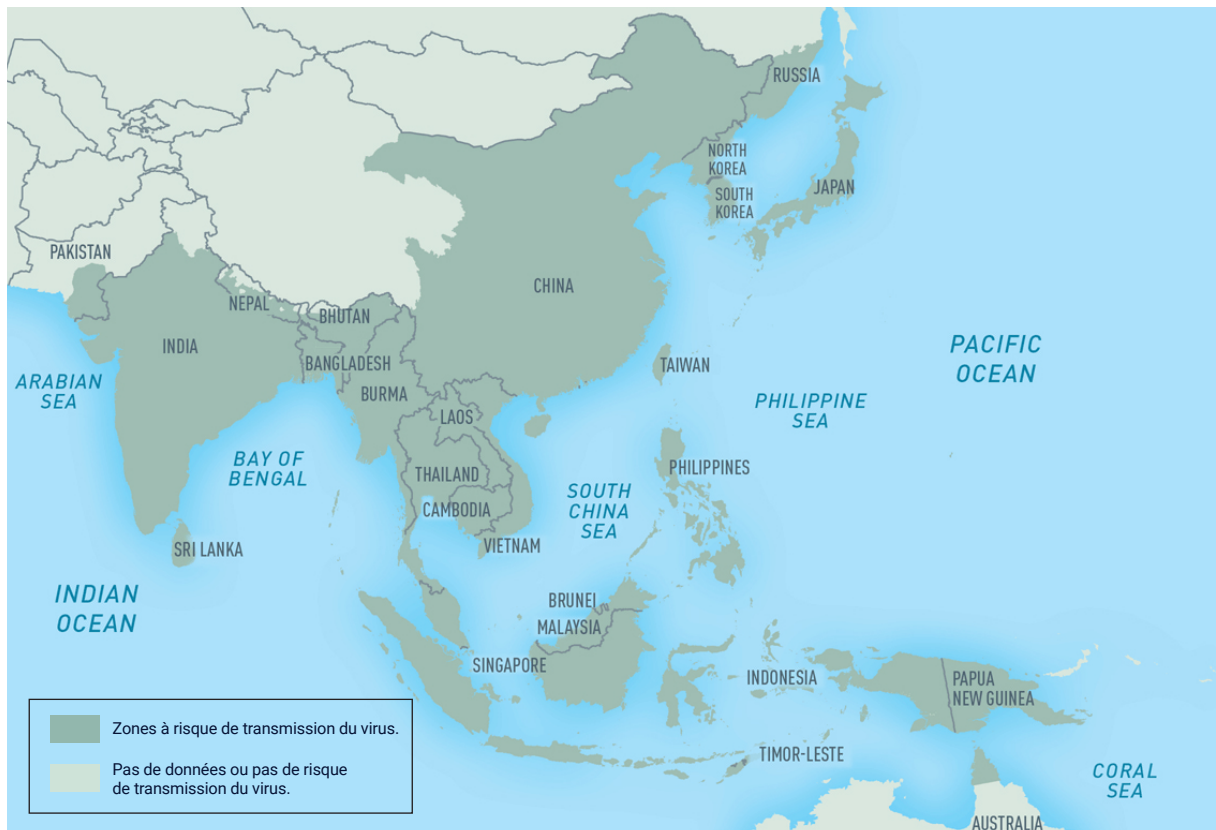 RUSSIA
NORTH
KOREA
SOUTH
KOREA
JAPAN
PAKISTAN
CHINA
NEPAL
BHUTAN
INDIA
BANGLADESH
BURMA
TAIWAN
LAOS
ARABIAN
SEA
PACIFIC
OCEAN
PHILIPPINE
SEA
BAY OF
BENGAL
THAILAND
PHILIPPINES
CAMBODIA
SOUTH
CHINA
SEA
VIETNAM
SRI LANKA
INDIAN
OCEAN
BRUNEI
MALAYSIA
SINGAPORE
INDONESIA
PAPUA
NEW GUINEA
TIMOR-LESTE
CORAL
SEA
AUSTRALIA
Zones à risque de transmission du virus.
Pas de données ou pas de risque
de transmission du virus.